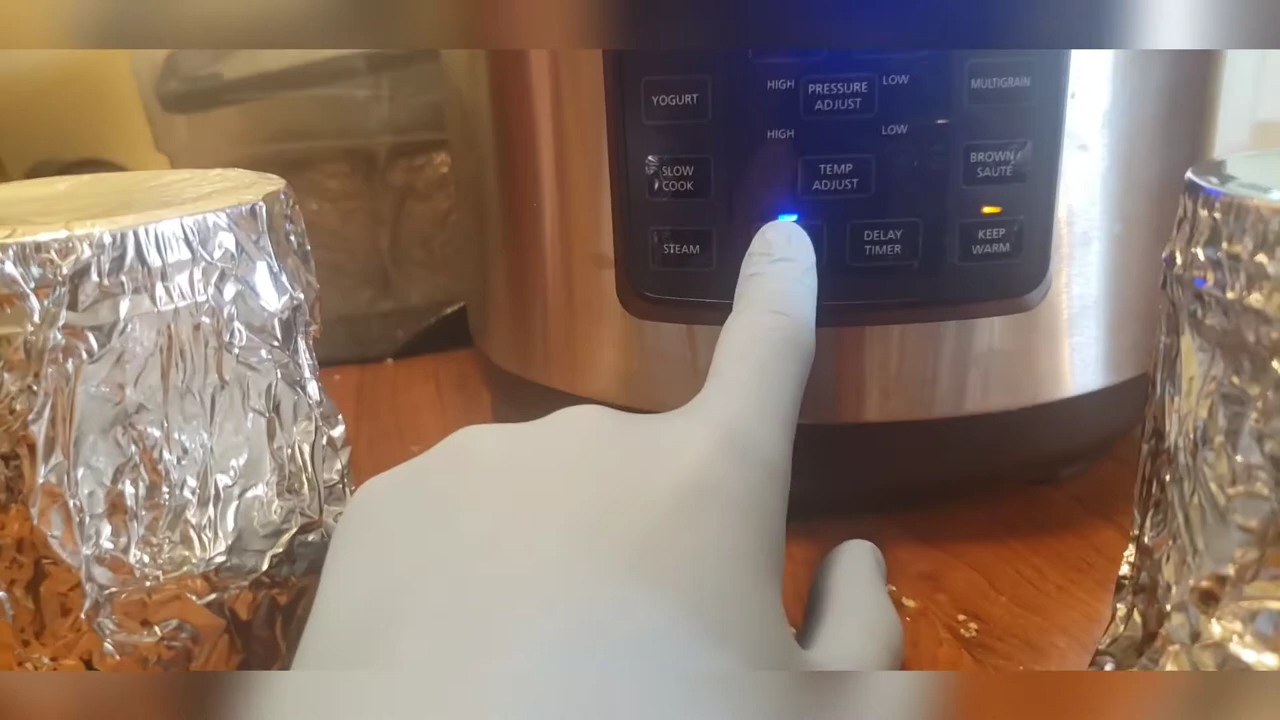 YOGURT
HIGH
PRESSURE
ADJUST
LOW
MULTIGRAIN
HIGH
LOW
SLOW
COOK
TEMP
ADJUST
BROWN/
SAUTÉ
STEAM
DELAY
TIMER
KEEP
WARM